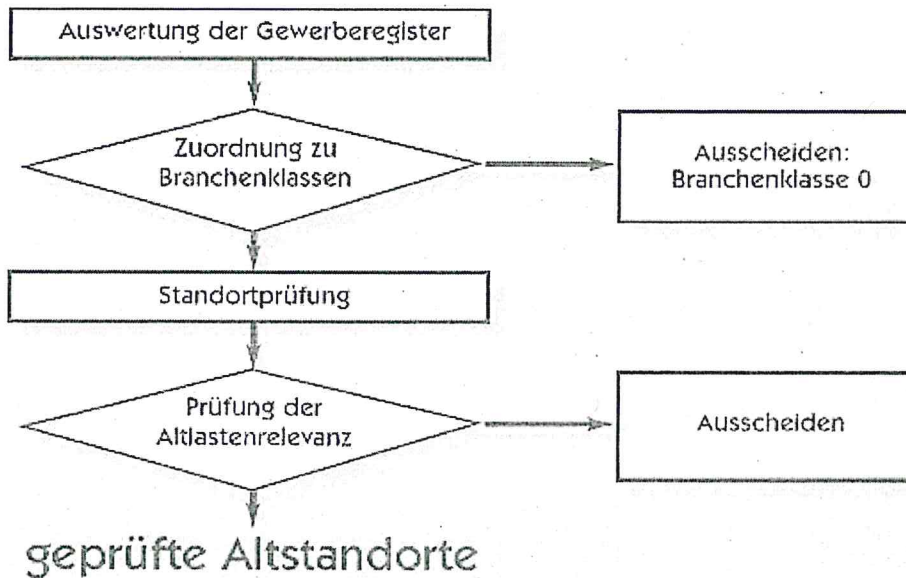 Auswertung der Gewerberegister
Zuordnung zu
Branchenklassen
Ausscheiden:
Branchenklasse 0
Standortprüfung
Prüfung der
Altlastenrelevanz
Ausscheiden
geprüfte Altstandorte